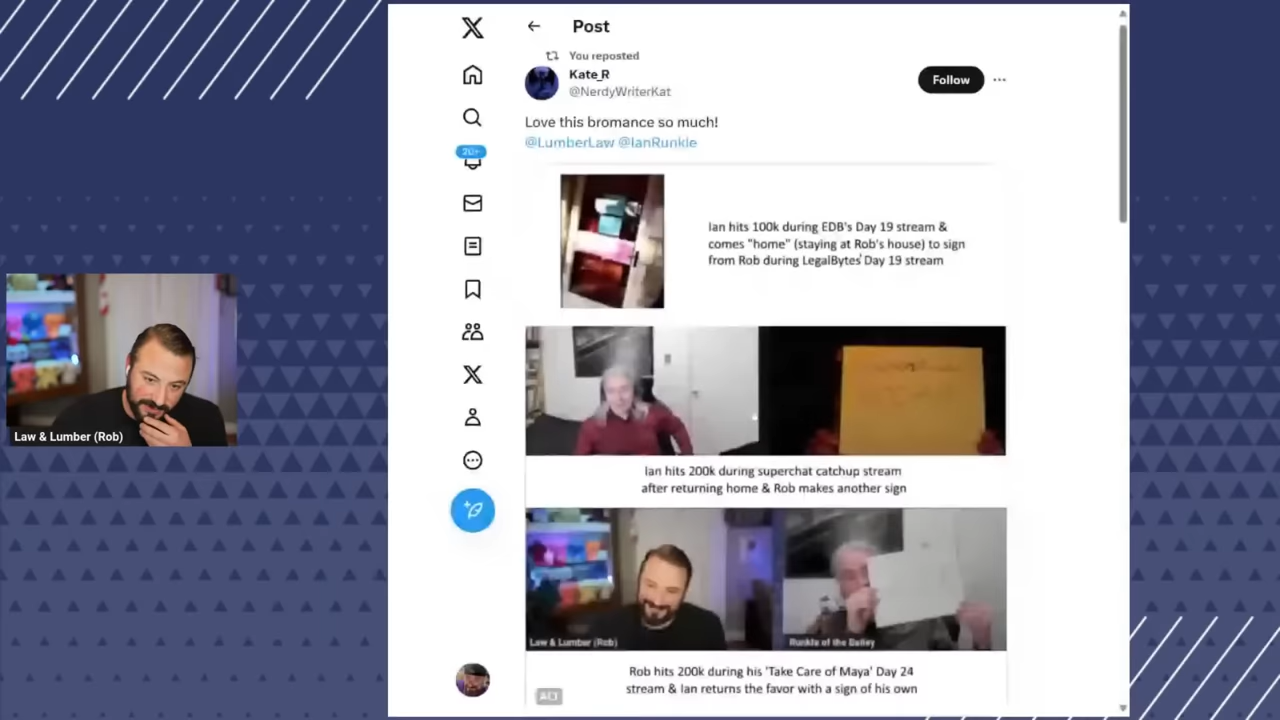 Post
You reposted
Kate_R
@NerdyWriterKat
Follow
Love this bromance so much!
@LumberLaw @IanRunkle
20+
Ian hits 100k during EDB's Day 19 stream &
comes "home" (staying at Rob's house) to sign
from Rob during LegalBytes' Day 19 stream
Ian hits 200k during superchat catchup stream
after returning home & Rob makes another sign
Law & Lumber (Rob)
Law & Lumber (Rob)
Runkle of the Bailey
Rob hits 200k during his 'Take Care of Maya' Day 24
stream & Ian returns the favor with a sign of his own
ALT